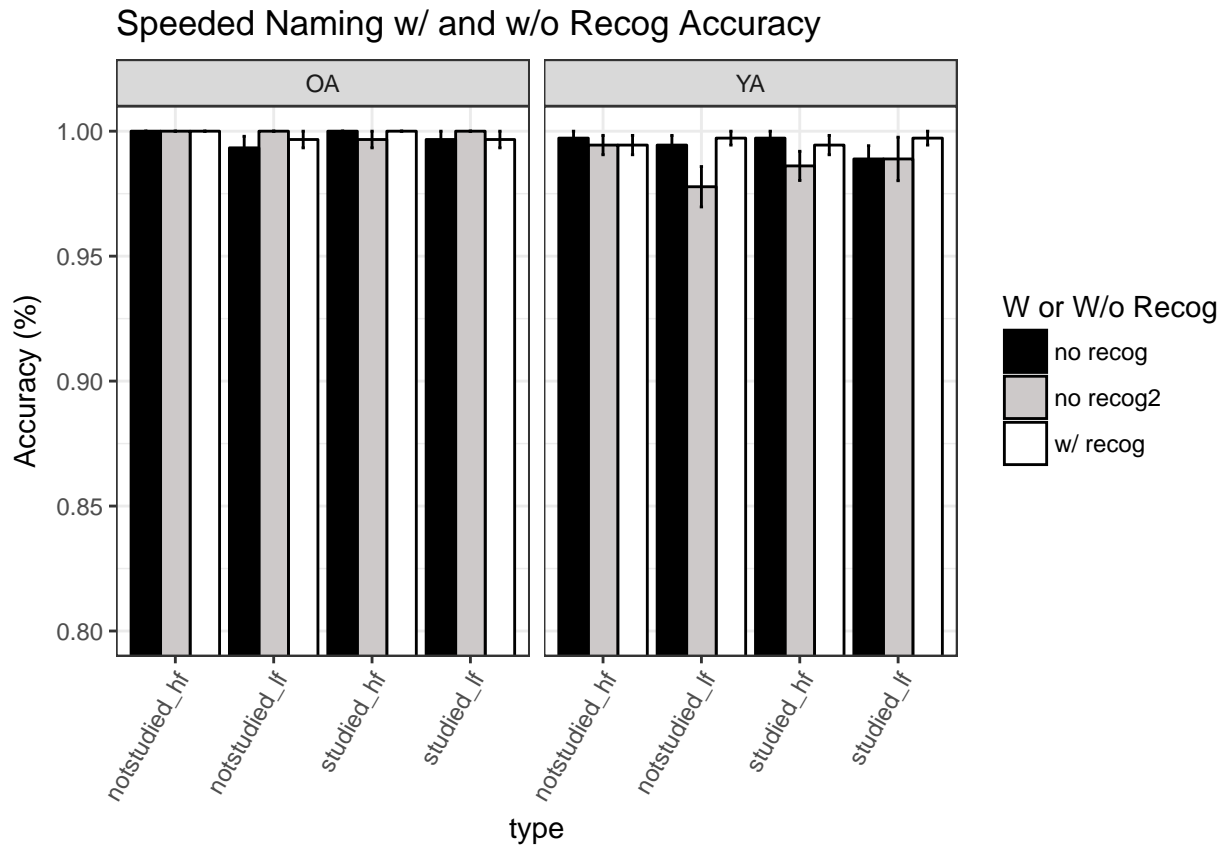 Speeded Naming w/ and w/o Recog Accuracy
OA
YA
1.00
0.95
0.90
0.85
0.80
Accuracy (%)
notstudied_hf
notstudied_lf
studied_hf
studied_lf
notstudied_hf
notstudied_lf
studied_hf
studied_lf
type
W or W/o Recog
no recog
no recog2
w/ recog